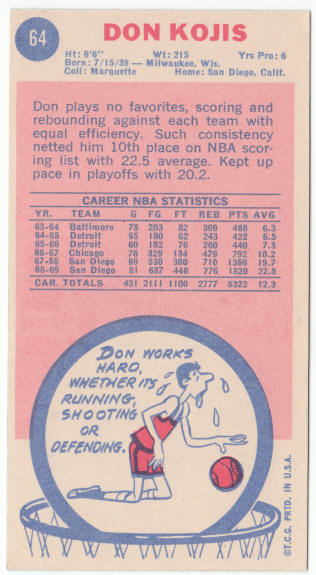 64
DON KOJIS
Ht: 6'6" Wt: 215 Yrs Pro: 6
Born: 7/15/39 — Milwaukee, Wis.
Coll: Marquette Home: San Diego, Calif.
Don plays no favorites, scoring and
rebounding against each team with
equal efficiency. Such consistency
netted him 10th place on NBA scor-
ing list with 22.5 average. Kept up
pace in playoffs with 20.2.
CAREER NBA STATISTICS
YR. TEAM G FG FT REB PTS AVG
63-64 Baltimore 78 203 82 309 488 6.3
64-65 Detroit 65 180 62 243 422 6.5
65-66 Detroit 60 182 76 260 440 7.3
66-67 Chicago 78 329 134 479 792 10.2
67-68 San Diego 69 530 300 710 1360 19.7
68-69 San Diego 81 687 446 776 1820 22.5
CAR. TOTALS 431 2111 1100 2777 5322 12.3
DON WORKS
HARD,
WHETHER ITS
RUNNING,
SHOOTING
OR
DEFENDING.
©T.C.G. PRTD. IN U.S.A.